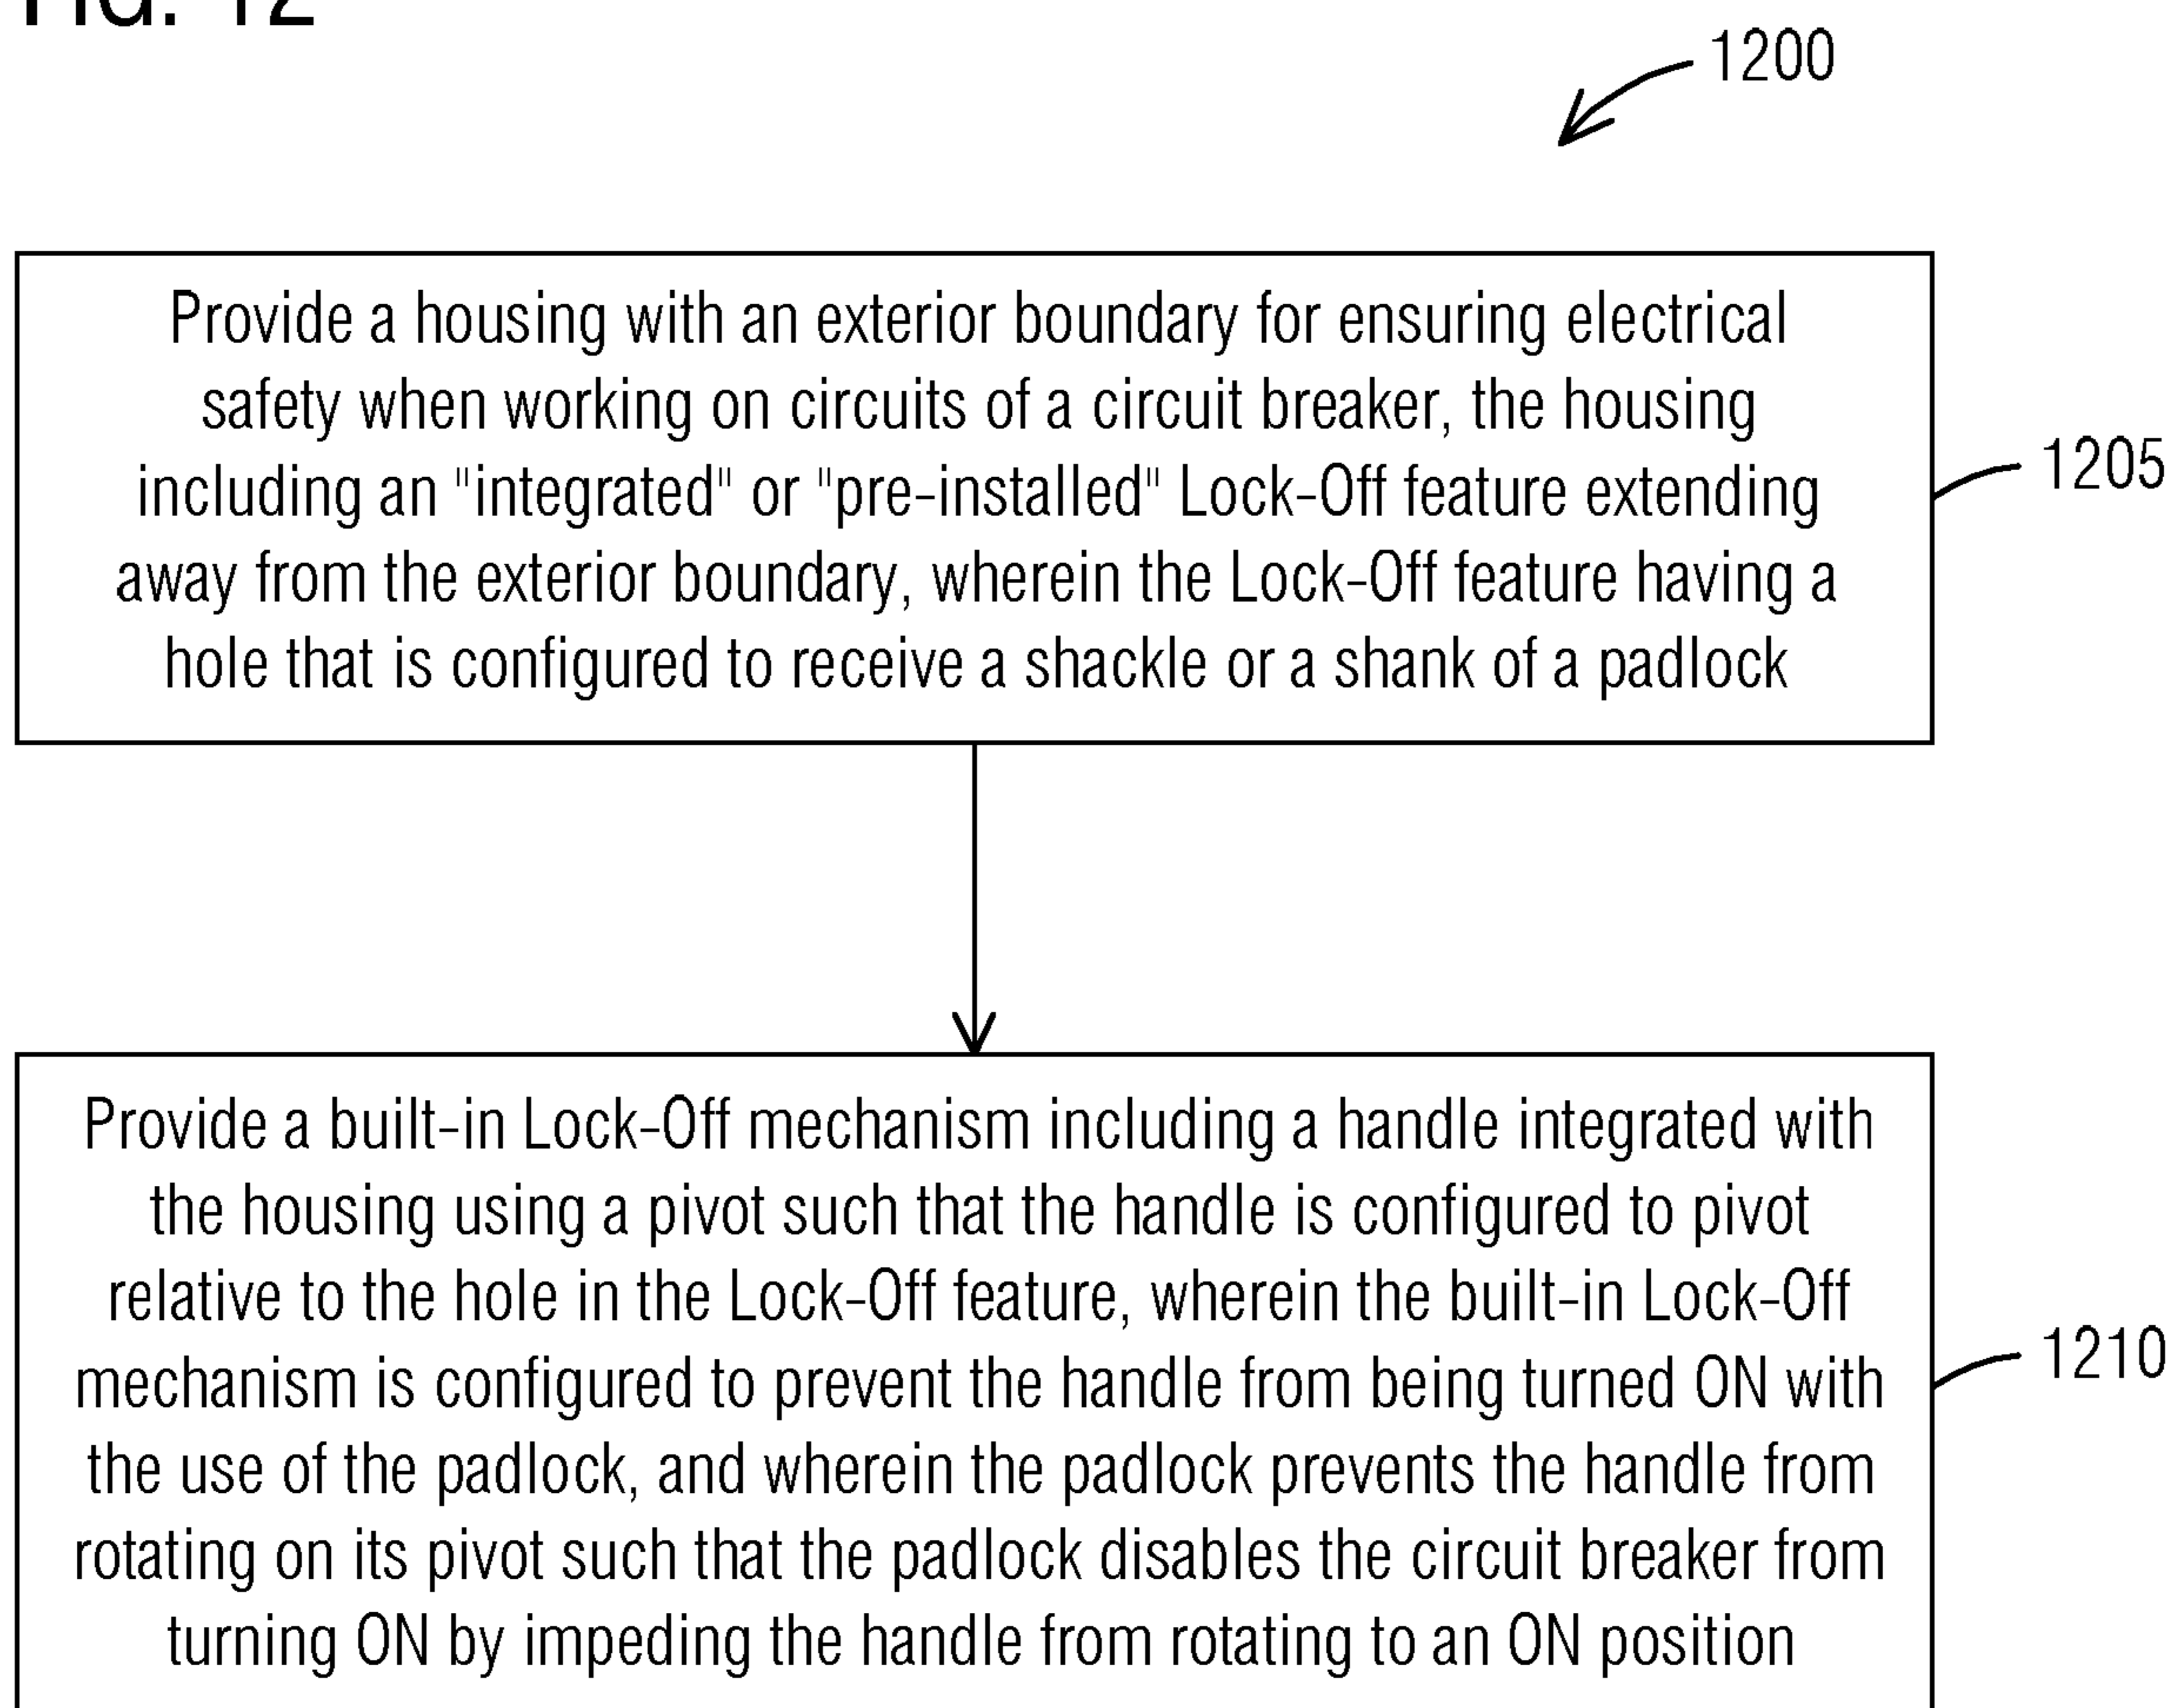 FIG. 12
1200
Provide a housing with an exterior boundary for ensuring electrical
safety when working on circuits of a circuit breaker, the housing
including an "integrated" or "pre-installed" Lock-Off feature extending
away from the exterior boundary, wherein the Lock-Off feature having a
hole that is configured to receive a shackle or a shank of a padlock
1205
Provide a built-in Lock-Off mechanism including a handle integrated with
the housing using a pivot such that the handle is configured to pivot
relative to the hole in the Lock-Off feature, wherein the built-in Lock-Off
mechanism is configured to prevent the handle from being turned ON with
the use of the padlock, and wherein the padlock prevents the handle from
rotating on its pivot such that the padlock disables the circuit breaker from
turning ON by impeding the handle from rotating to an ON position
1210